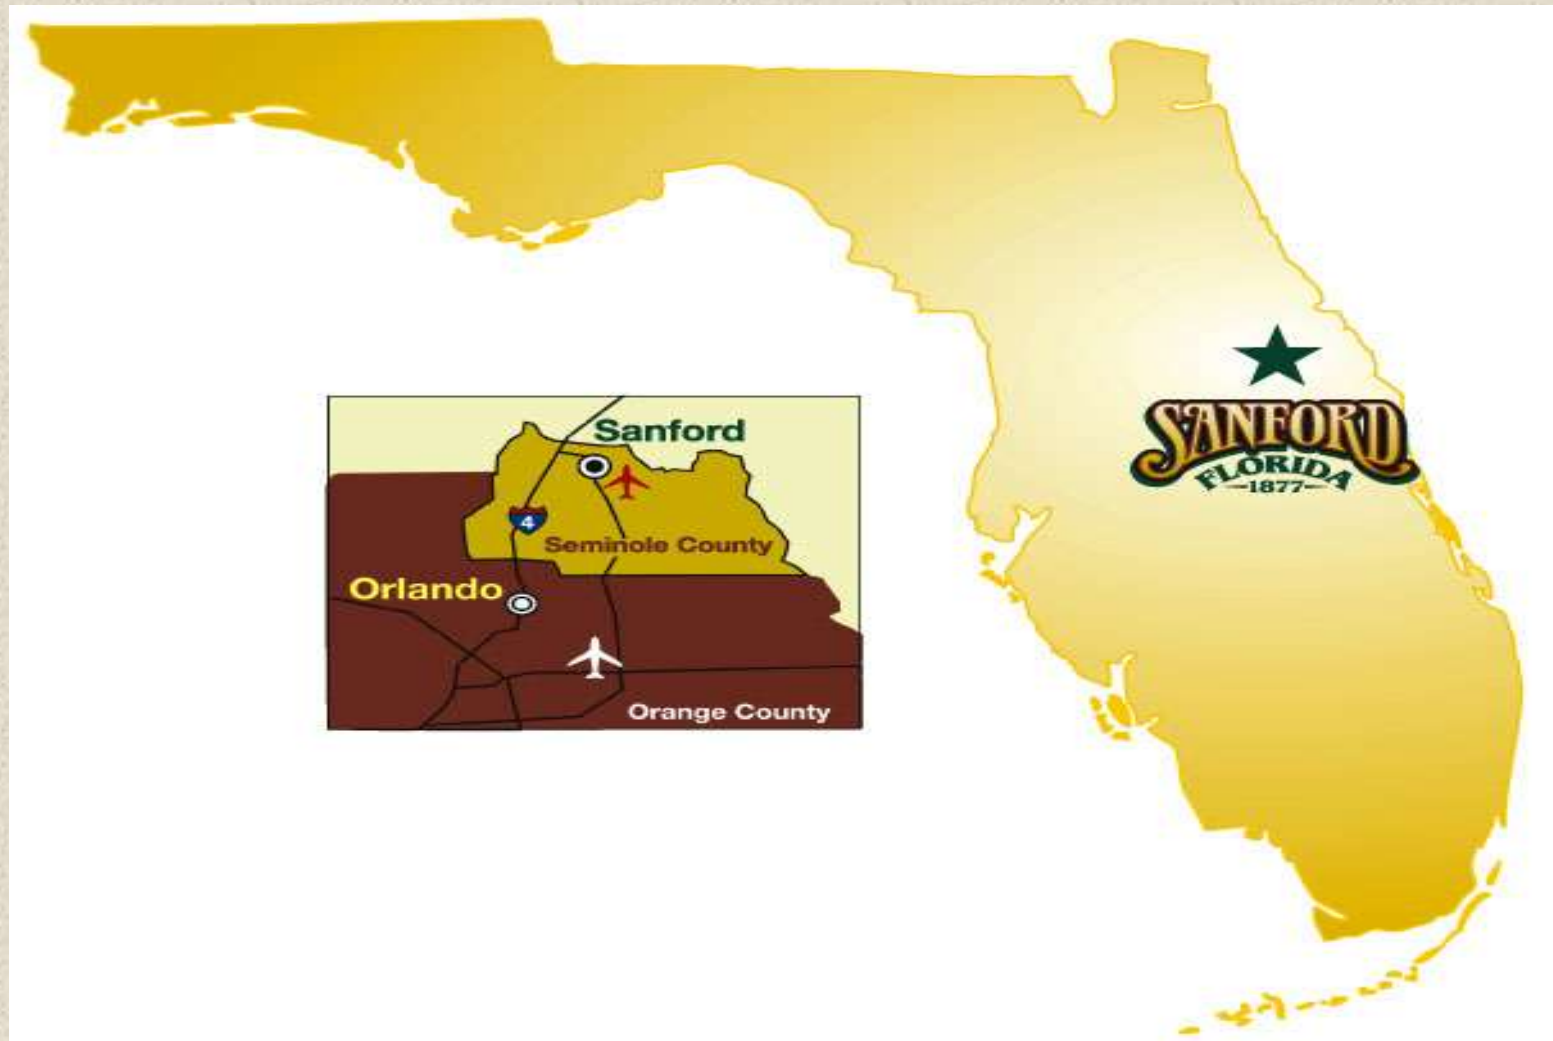 SANFORD
FLORIDA
1877
Sanford
4
Seminole County
Orlando
Orange County